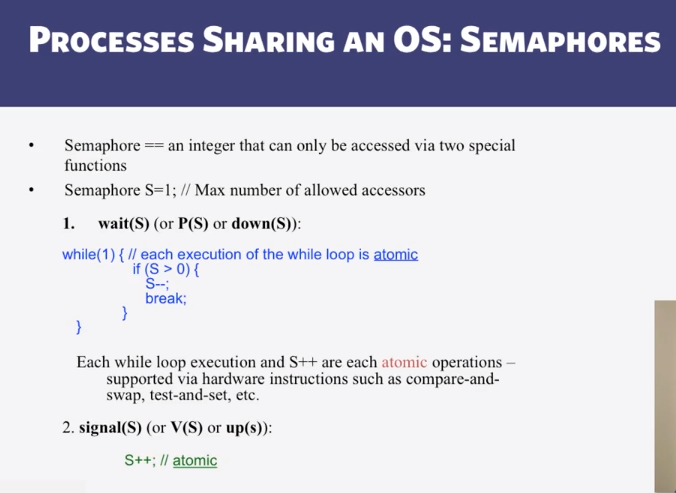 PROCESSES SHARING AN OS: SEMAPHORES
• Semaphore == an integer that can only be accessed via two special
functions
• Semaphore S=1; // Max number of allowed accessors
1. wait(S) (or P(S) or down(S)):
while(1) { // each execution of the while loop is atomic
if (S > 0) {
S--;
break;
}
}
Each while loop execution and S++ are each atomic operations –
supported via hardware instructions such as compare-and-
swap, test-and-set, etc.
2. signal(S) (or V(S) or up(s)):
S++; // atomic